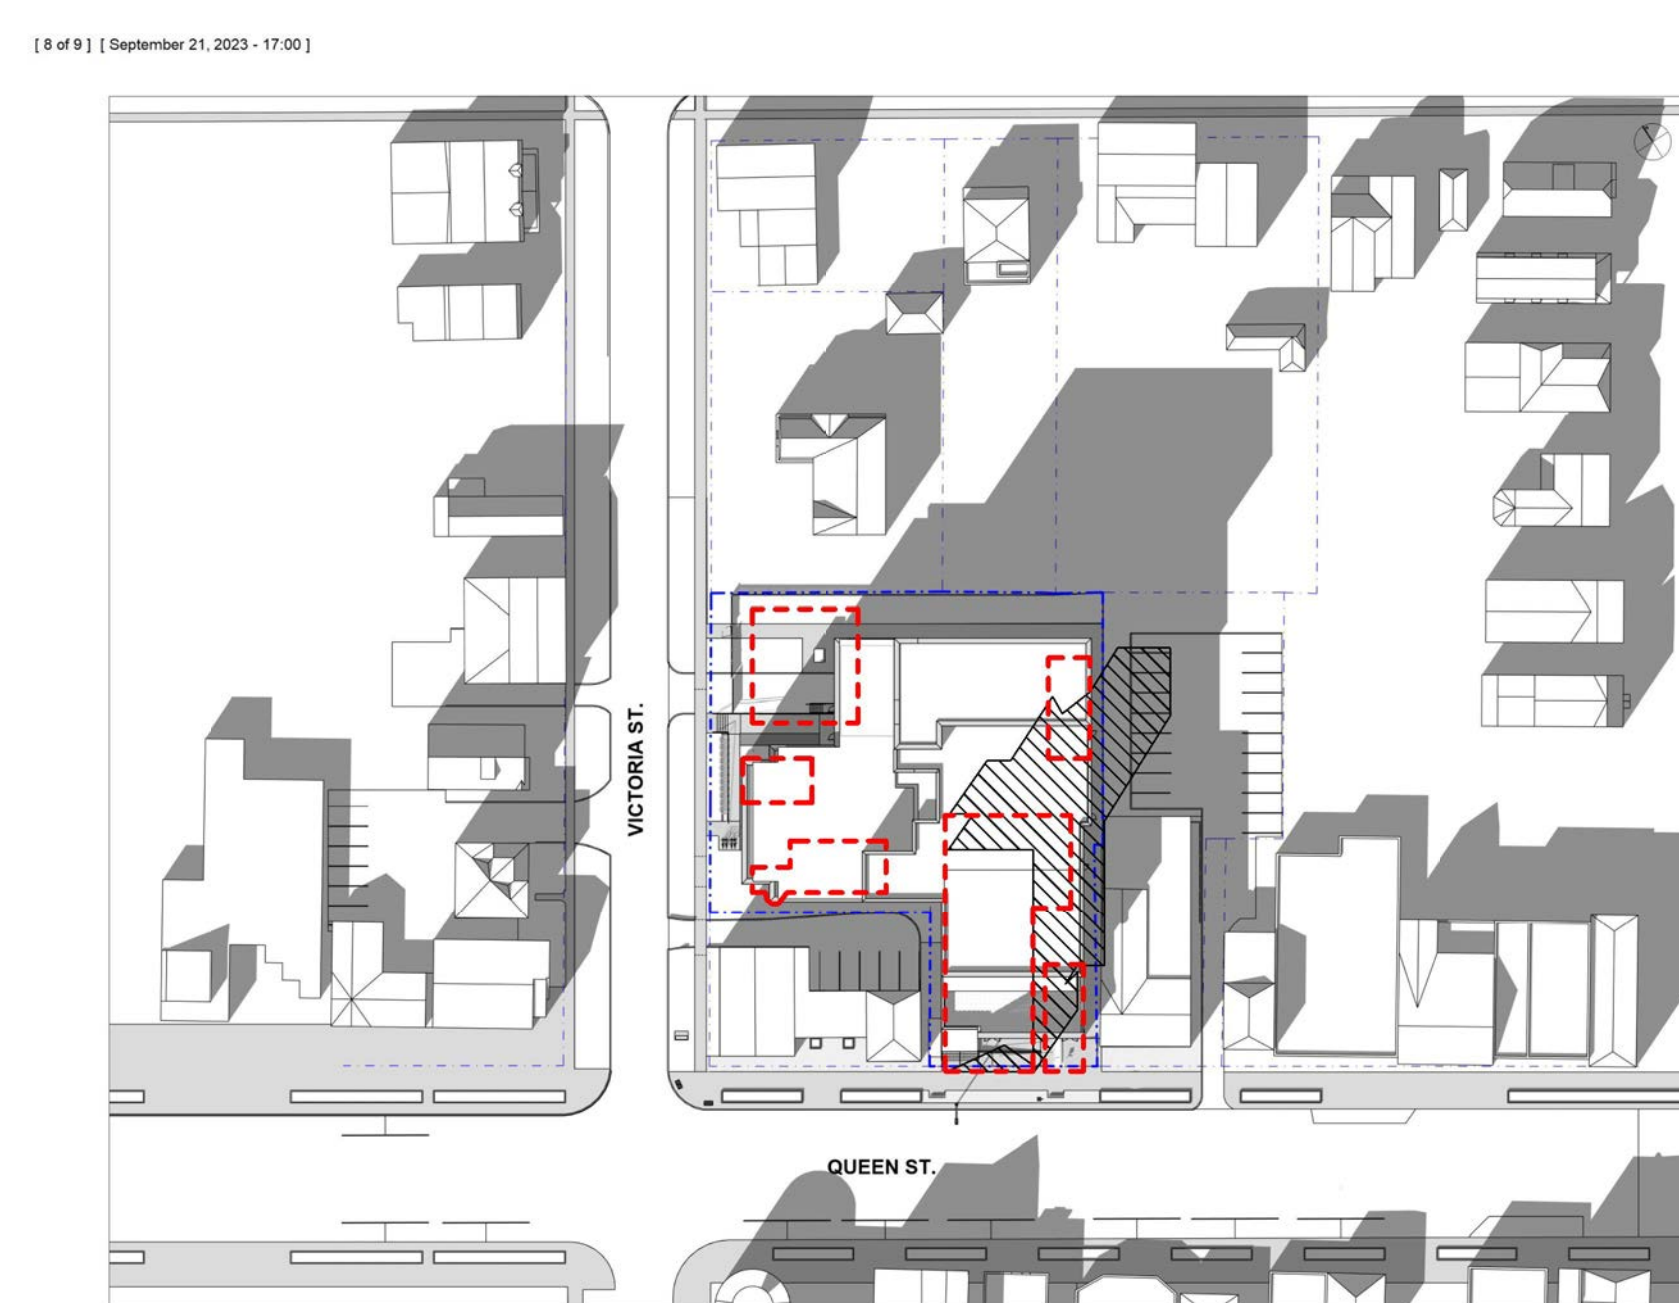 [ 8 of 9 ] [ September 21, 2023 - 17:00 ]
VICTORIA ST.
QUEEN ST.